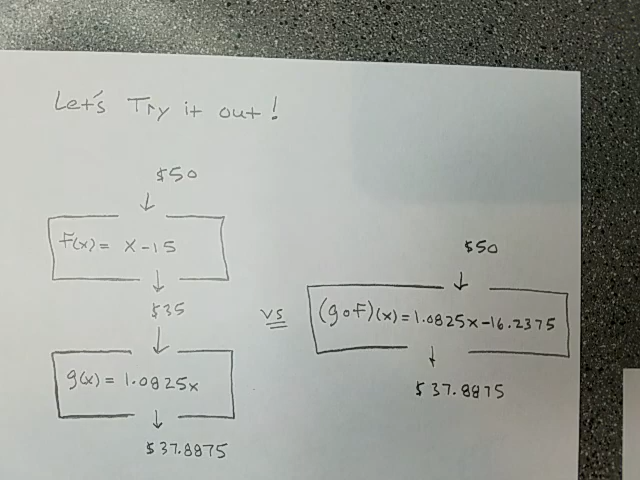 Let's Try it out!
$50
f(x) = x-15
$35
g(x) = 1.0825x
$37.8875
vs
$50
(gof)(x)=1.0825x-16.2375
$37.8875